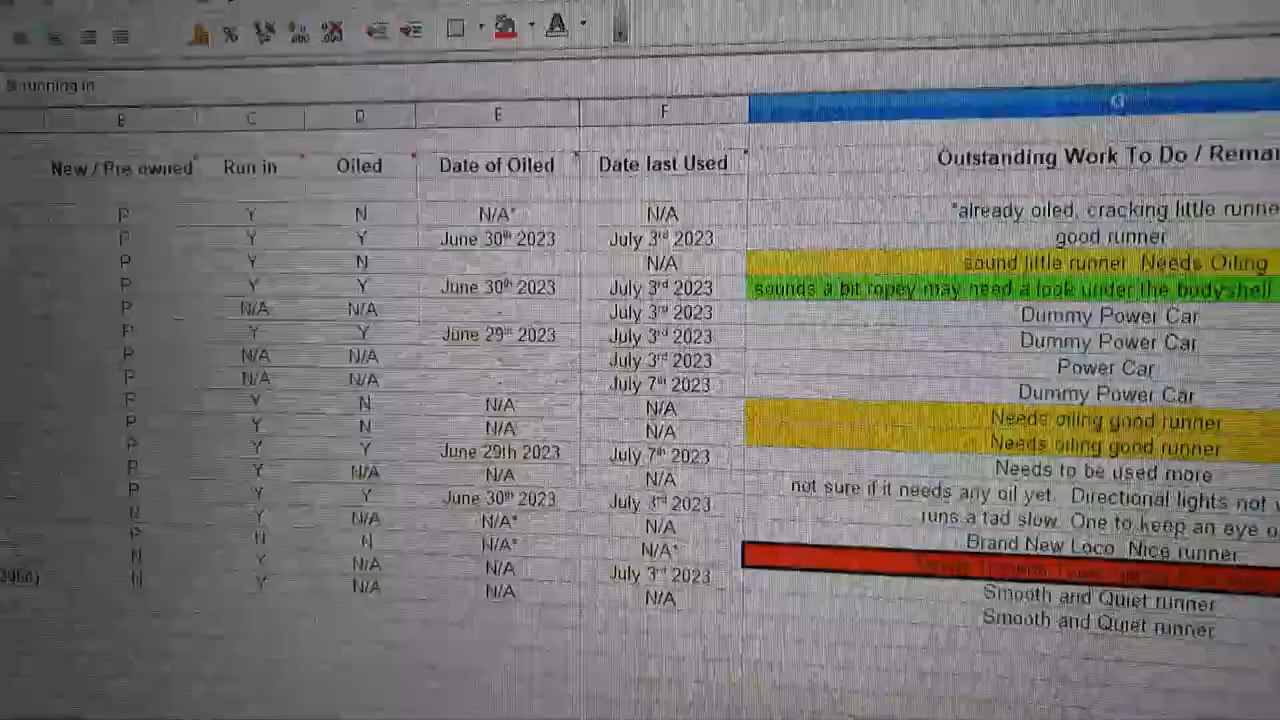 running in
B C D E F G
New / Pre owned Run in Oiled Date of Oiled Date last Used Outstanding Work To Do /
P Y N N/A* N/A *already oiled, cracking little
P Y Y June 30th 2023 July 3rd 2023 good runner
P Y N N/A sound little runner Needs Oiling
P Y Y June 30th 2023 July 3rd 2023 sounds a bit ropey may need a look under the bodyshell
P N/A N/A - July 3rd 2023 Dummy Power Car
P Y Y June 29th 2023 July 3rd 2023 Dummy Power Car
P N/A N/A - July 3rd 2023 Power Car
P N/A N/A - July 7th 2023 Dummy Power Car
P Y N N/A N/A Needs oiling good runner
P Y N N/A N/A Needs oiling good runner
P Y Y June 29th 2023 July 7th 2023 Needs to be used more
P Y N/A N/A N/A not sure if it needs any oil yet. Directional lights not
P Y Y June 30th 2023 July 3rd 2023 runs a tad slow. One to keep an eye
N Y N/A N/A* N/A Brand New Loco Nice runner
P N N N/A* N/A*
N Y N/A N/A July 3rd 2023 Smooth and Quiet runner
N Y N/A N/A N/A Smooth and Quiet runner